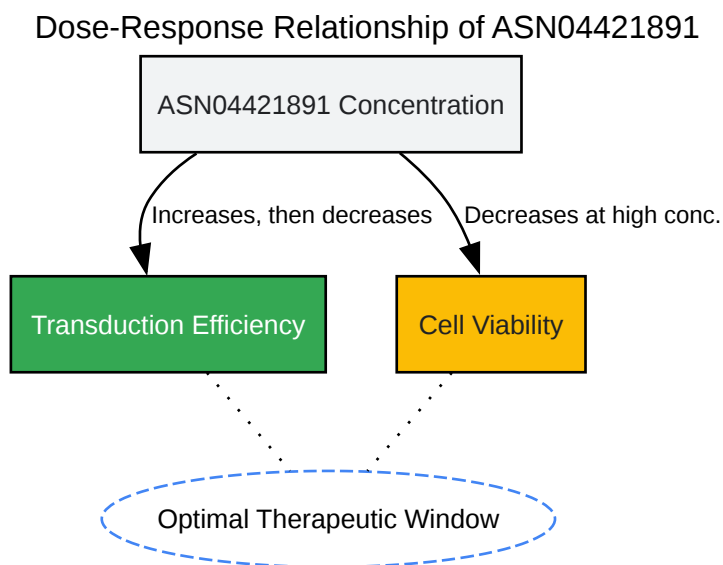 Dose-Response Relationship of ASN04421891
ASN04421891 Concentration
Increases, then decreases
Decreases at high conc.
Transduction Efficiency
Cell Viability
Optimal Therapeutic Window